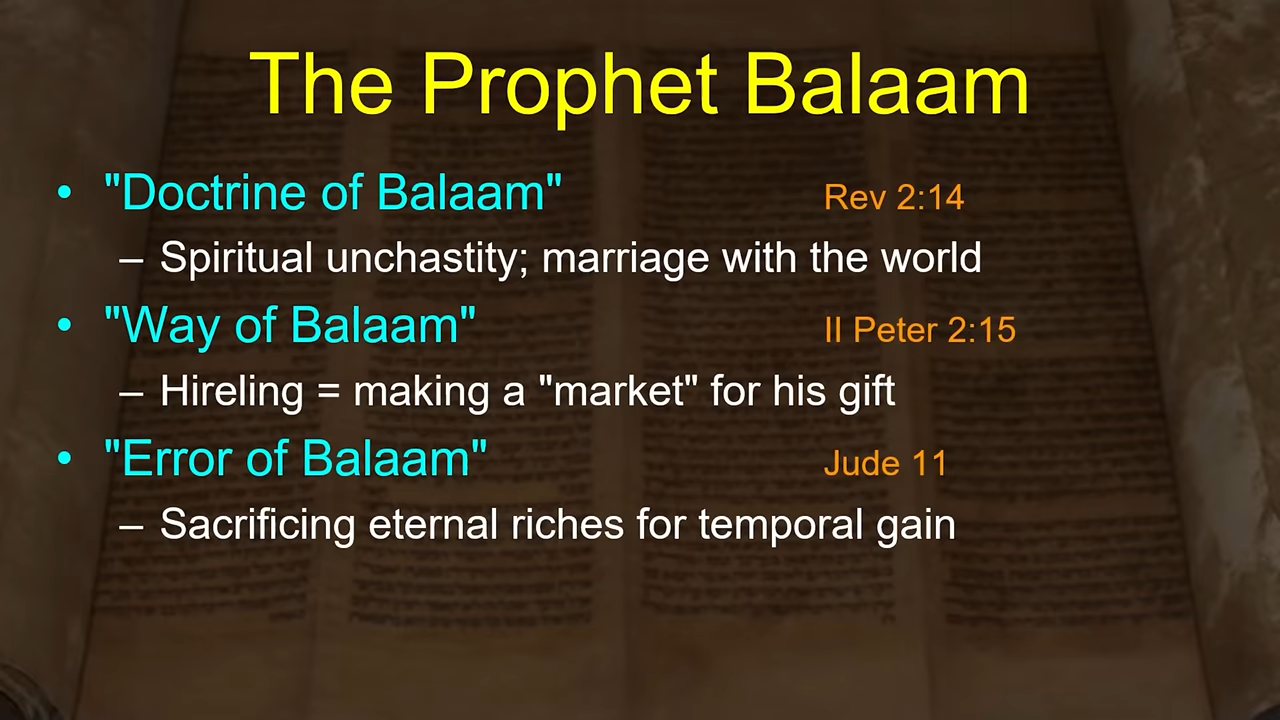 The Prophet Balaam
• "Doctrine of Balaam" Rev 2:14
– Spiritual unchastity; marriage with the world
• "Way of Balaam" II Peter 2:15
– Hireling = making a "market" for his gift
• "Error of Balaam" Jude 11
– Sacrificing eternal riches for temporal gain